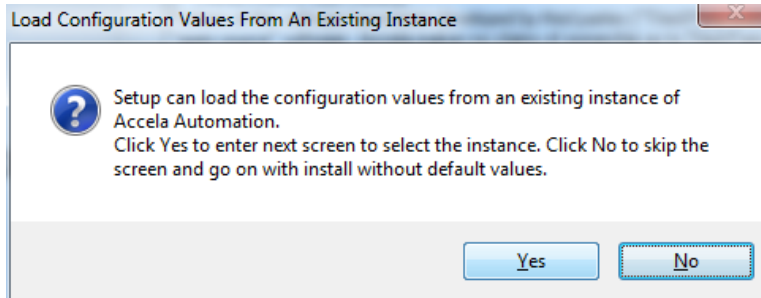 Load Configuration Values From An Existing Instance
Setup can load the configuration values from an existing instance of
Accela Automation.
Click Yes to enter next screen to select the instance. Click No to skip the
screen and go on with install without default values.
Yes
No